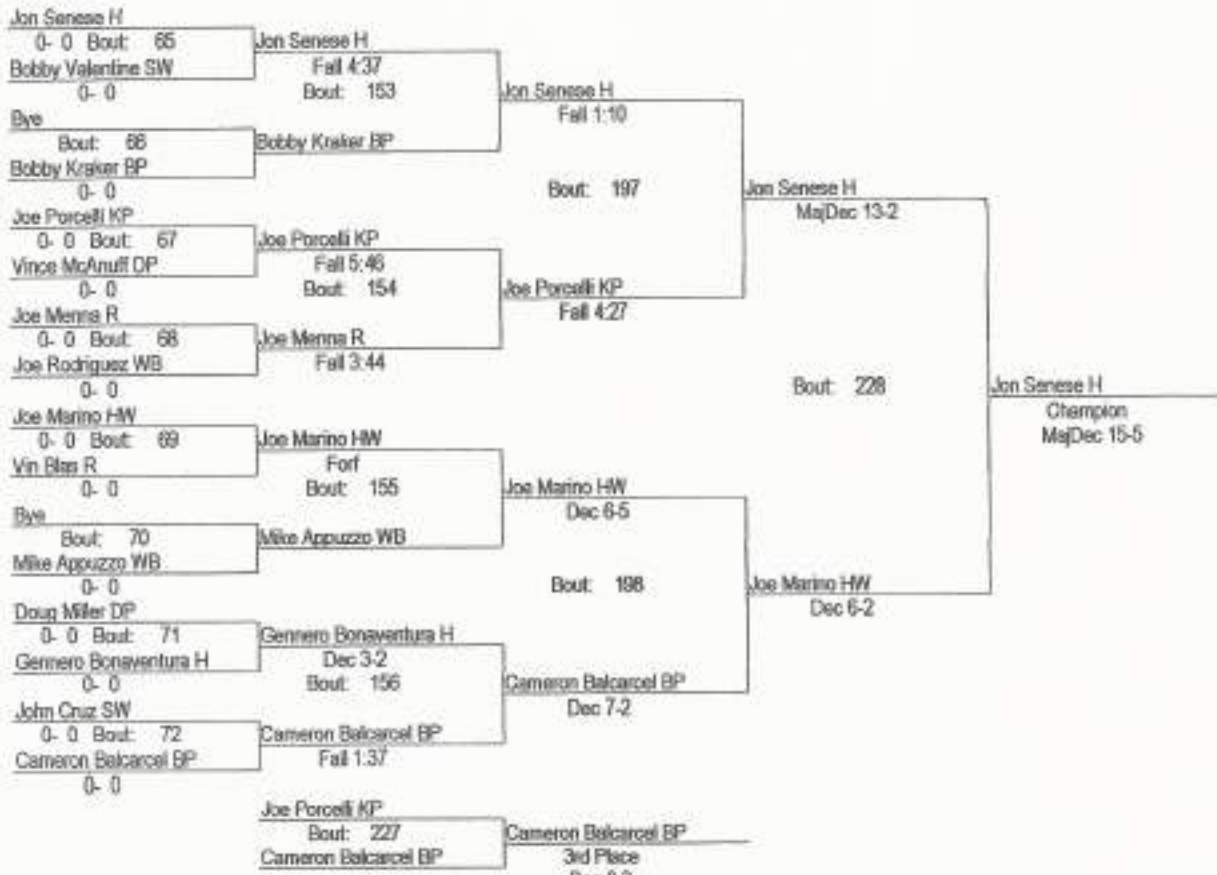 Jon Senese H
0- 0 Bout: 65
Bobby Valentine SW
0- 0
Bye
Bout: 66
Bobby Kraker BP
0- 0
Joe Porcelli KP
0- 0 Bout: 67
Vince McAnuff DP
0- 0
Joe Menna R
0- 0 Bout: 68
Joe Rodriguez WB
0- 0
Joe Marino HW
0- 0 Bout: 69
Vin Blas R
0- 0
Bye
Bout: 70
Mike Appuzzo WB
0- 0
Doug Miller DP
0- 0 Bout: 71
Gennero Bonaventura H
0- 0
John Cruz SW
0- 0 Bout: 72
Cameron Balcarcel BP
0- 0
Jon Senese H
Fall 4:37
Bout: 153
Bobby Kraker BP
Joe Porcelli KP
Fall 5:46
Bout: 154
Joe Menna R
Fall 3:44
Joe Marino HW
Forf
Bout: 155
Mike Appuzzo WB
Gennero Bonaventura H
Dec 3-2
Bout: 156
Cameron Balcarcel BP
Fall 1:37
Jon Senese H
Fall 1:10
Bout: 197
Joe Porcelli KP
Fall 4:27
Joe Marino HW
Dec 6-5
Bout: 198
Cameron Balcarcel BP
Dec 7-2
Jon Senese H
MajDec 13-2
Bout: 228
Joe Marino HW
Dec 6-2
Jon Senese H
Champion
MajDec 15-5
Joe Porcelli KP
Bout: 227
Cameron Balcarcel BP
Cameron Balcarcel BP
3rd Place